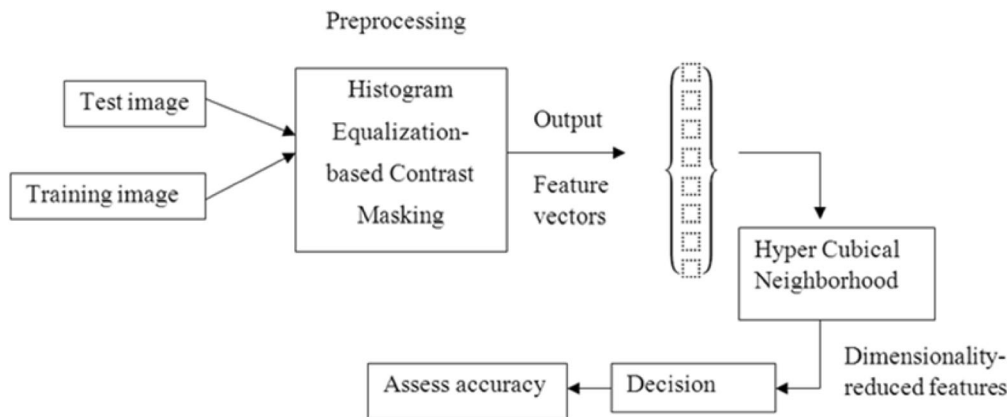 Preprocessing
Test image
Training image
Histogram
Equalization-
based Contrast
Masking
Output
Feature
vectors
Hyper Cubical
Neighborhood
Dimensionality-
reduced features
Decision
Assess accuracy